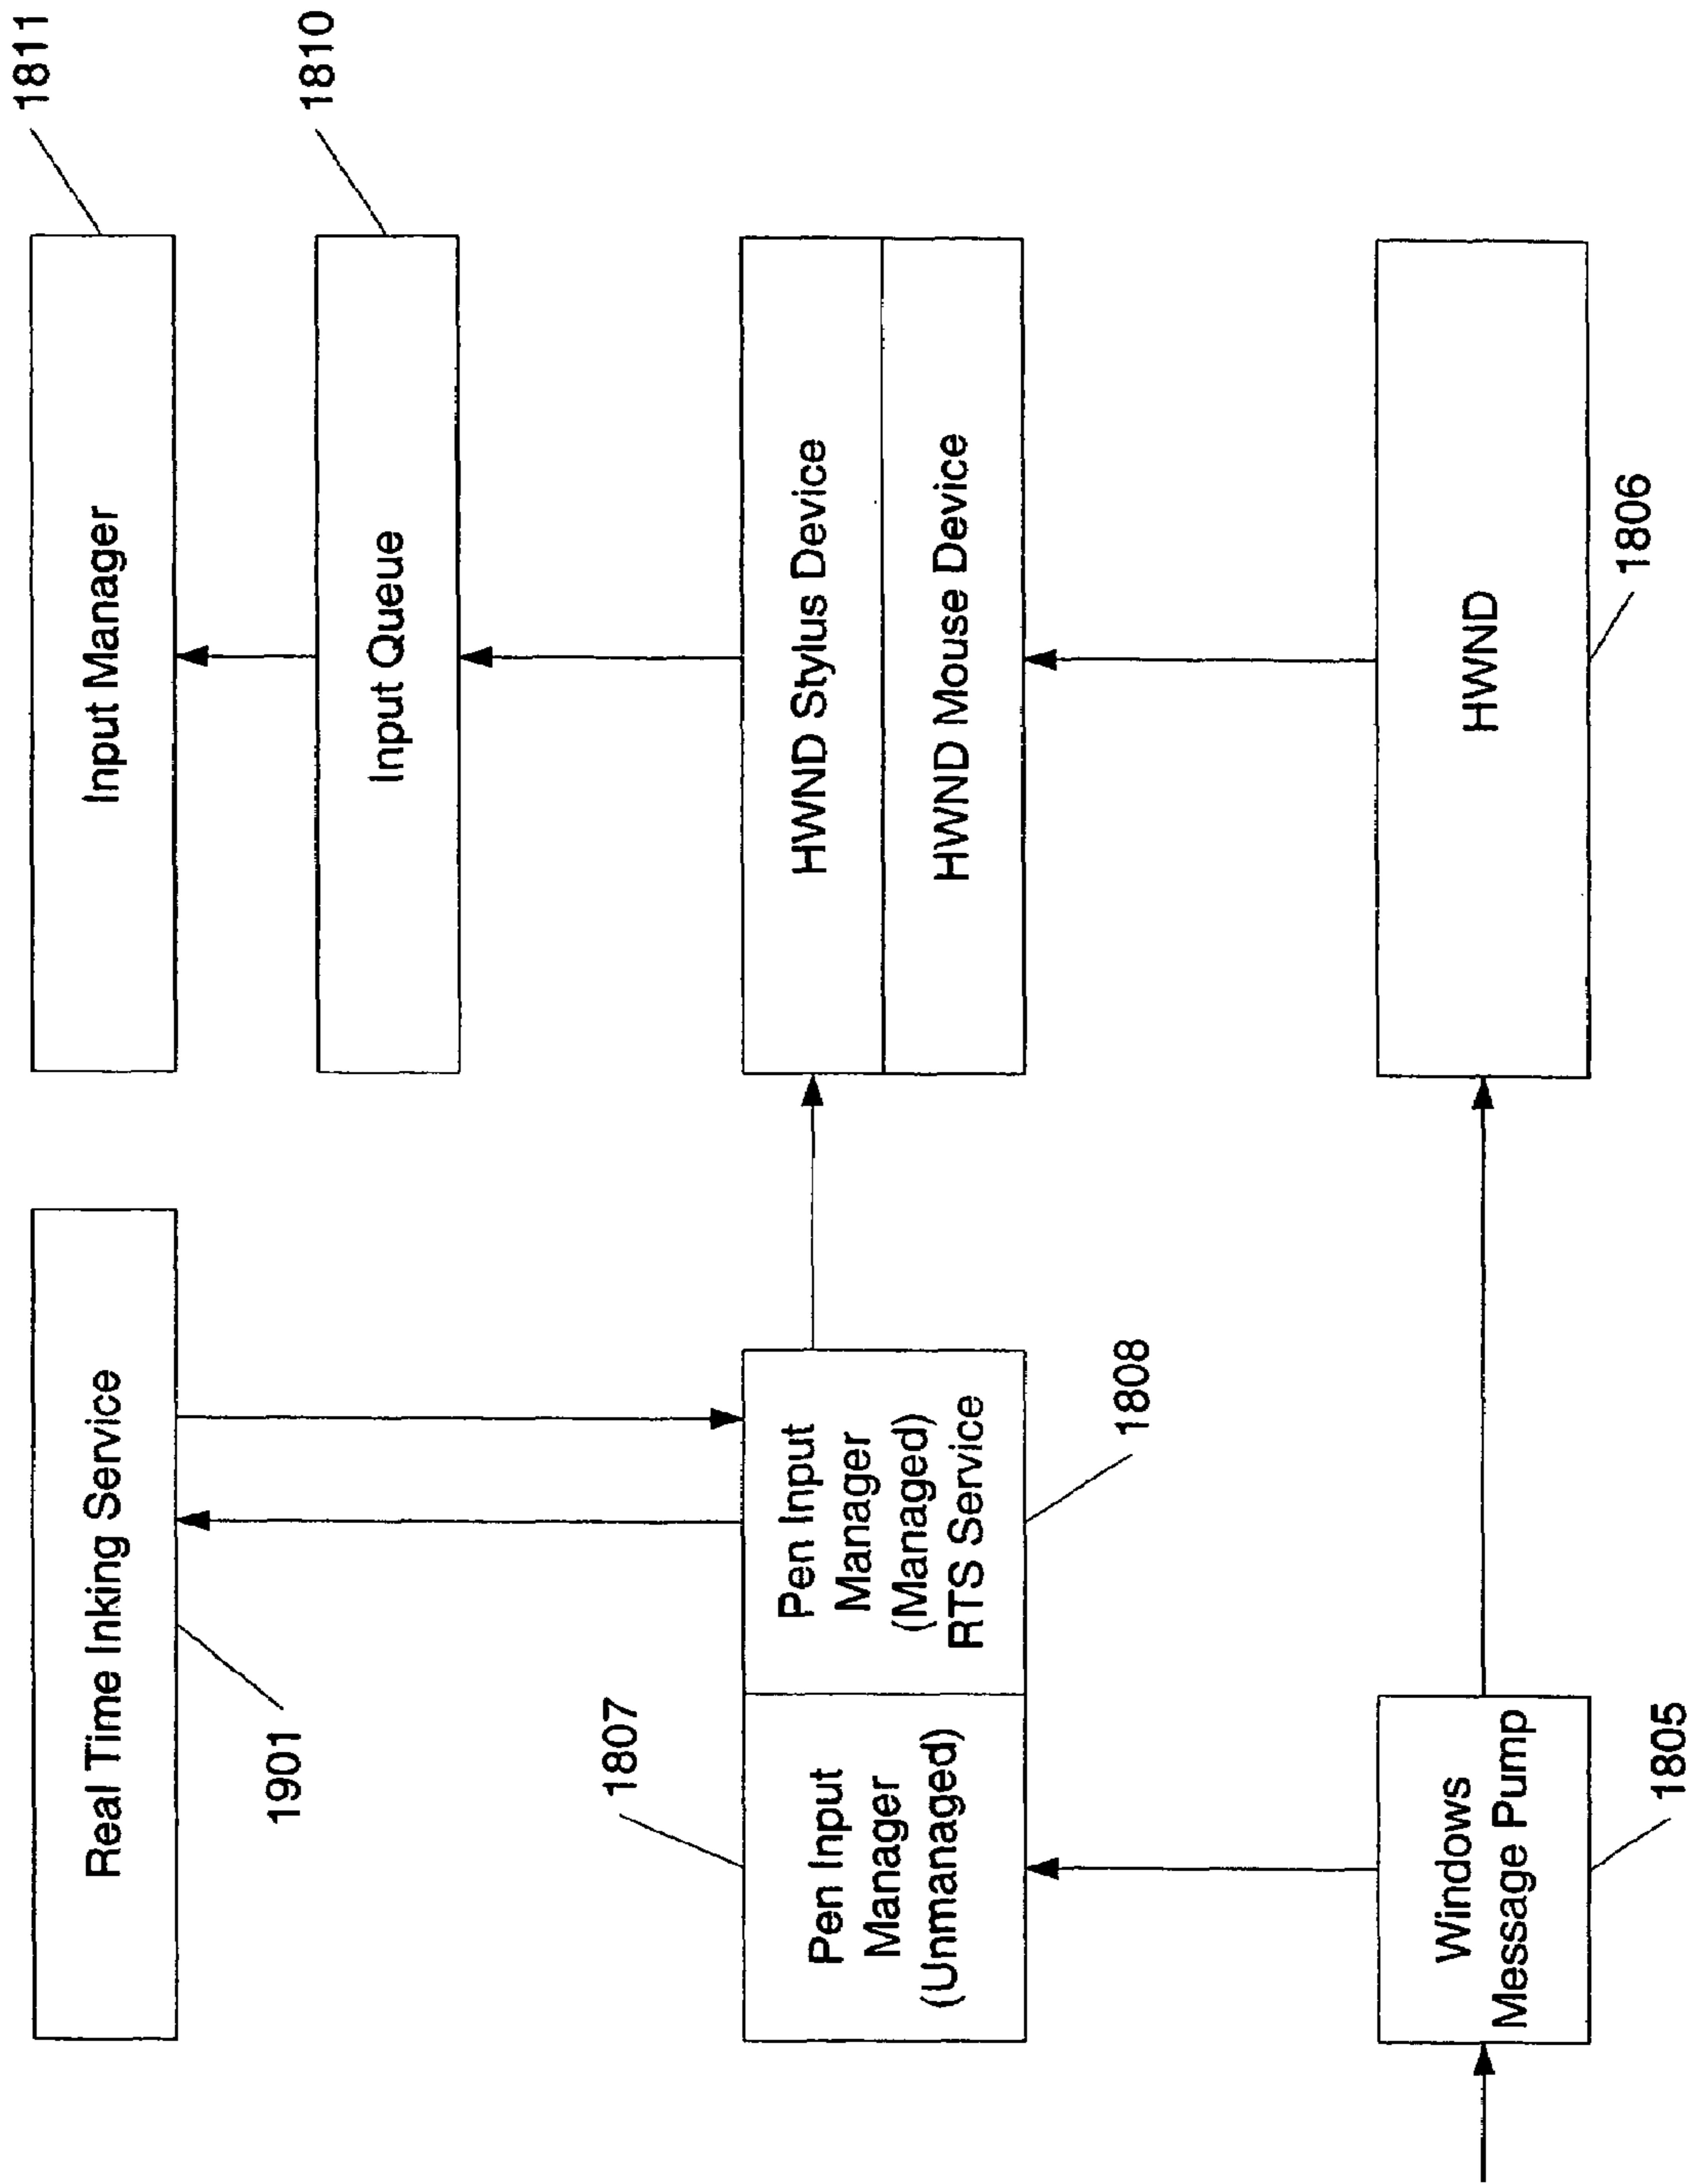 1811
Input Manager
1810
Input Queue
HWND Stylus Device
HWND Mouse Device
HWND
1806
Real Time Inking Service
1901
1807
Pen Input
Manager
(Unmanaged)
Pen Input
Manager
(Managed)
RTS Service
1808
Windows
Message Pump
1805